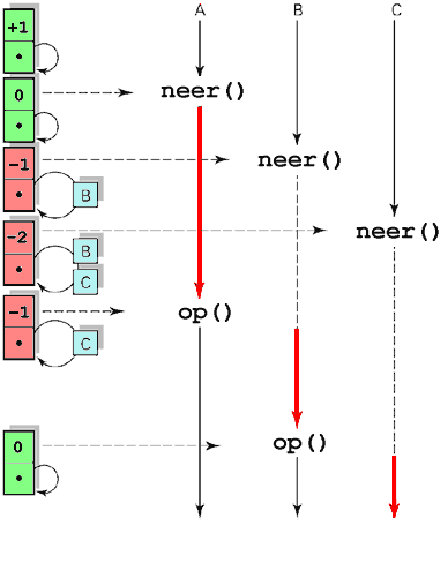 A B C
+1
0
neer()
-1
neer()
B
-2
neer()
B
C
-1
op()
C
0
op()